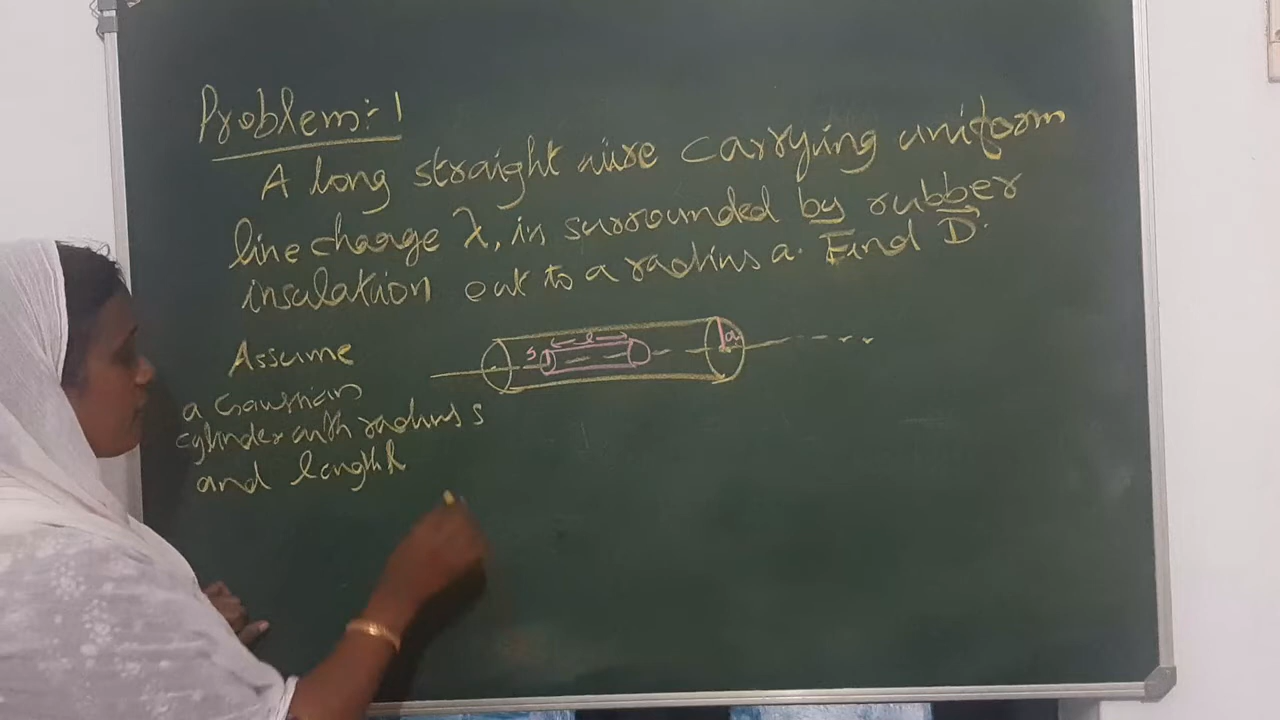 Problem:- 1
A long straight wire carrying uniform
line charge λ, is surrounded by rubber
insulation out to a radius a. Find D⃗.
s l a
Assume
a Gaussian
cylinder with radius s
and length l